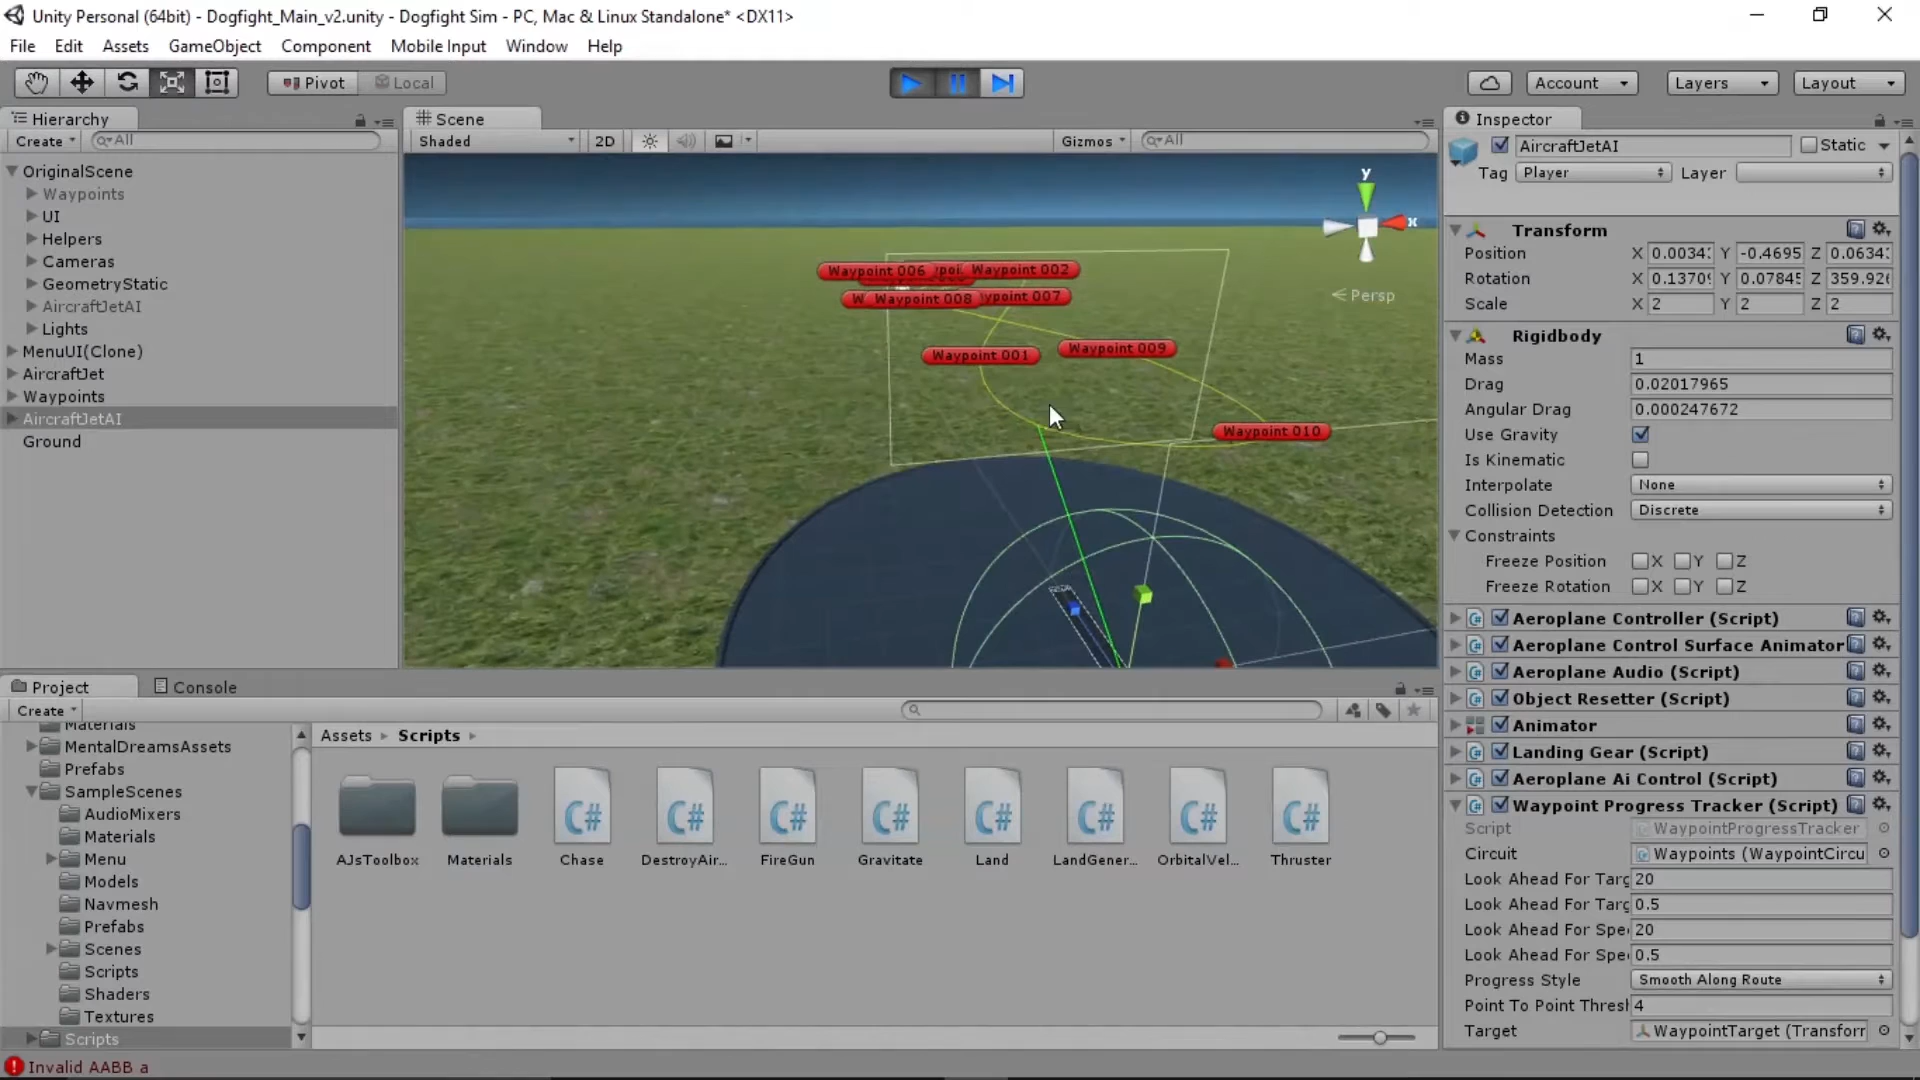 Unity Personal (64bit) - Dogfight_Main_v2.unity - Dogfight Sim - PC, Mac & Linux Standalone* <DX11>
File Edit Assets GameObject Component Mobile Input Window Help
Pivot Local Account Layers Layout
Hierarchy
Create All
OriginalScene
Waypoints
UI
Helpers
Cameras
GeometryStatic
AircraftJetAI
Lights
MenuUI(Clone)
AircraftJet
Waypoints
AircraftJetAI
Ground
Scene
Shaded 2D Gizmos All
y
x
Persp
Waypoint 006 Waypoint 002
Waypoint 008 ypoint 007
Waypoint 001 Waypoint 009
Waypoint 010
Inspector
AircraftJetAI Static
Tag Player Layer
Transform
Position X 0.0034 Y -0.4695 Z 0.0634
Rotation X 0.1370 Y 0.0784 Z 359.92
Scale X 2 Y 2 Z 2
Rigidbody
Mass 1
Drag 0.02017965
Angular Drag 0.000247672
Use Gravity
Is Kinematic
Interpolate None
Collision Detection Discrete
Constraints
Freeze Position X Y Z
Freeze Rotation X Y Z
Aeroplane Controller (Script)
Aeroplane Control Surface Animator
Aeroplane Audio (Script)
Object Resetter (Script)
Animator
Landing Gear (Script)
Aeroplane Ai Control (Script)
Waypoint Progress Tracker (Script)
Script WaypointProgressTracker
Circuit Waypoints (WaypointCircu
Look Ahead For Targ 20
Look Ahead For Targ 0.5
Look Ahead For Spe 20
Look Ahead For Spe 0.5
Progress Style Smooth Along Route
Point To Point Thresh 4
Target WaypointTarget (Transform
Project Console
Create
Materials
MentalDreamsAssets
Prefabs
SampleScenes
AudioMixers
Materials
Menu
Models
Navmesh
Prefabs
Scenes
Scripts
Shaders
Textures
Scripts
Assets Scripts
C# C# C# C# C# C# C# C#
AJsToolbox Materials Chase DestroyAir... FireGun Gravitate Land LandGener... OrbitalVel... Thruster
Invalid AABB a